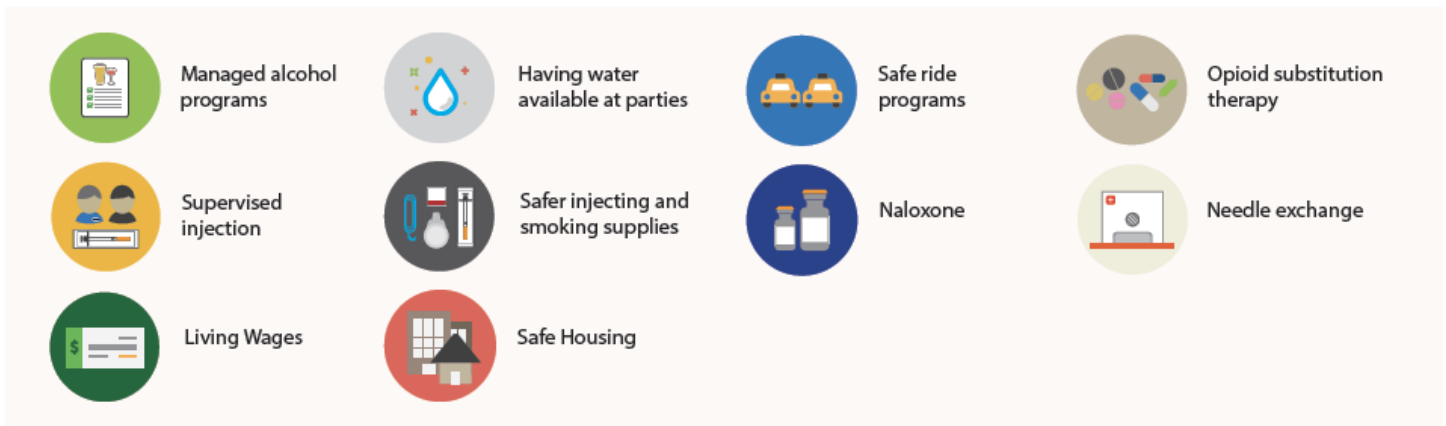 Managed alcohol
programs
Having water
available at parties
Safe ride
programs
Opioid substitution
therapy
Supervised
injection
Safer injecting and
smoking supplies
Naloxone
Needle exchange
$
Living Wages
Safe Housing